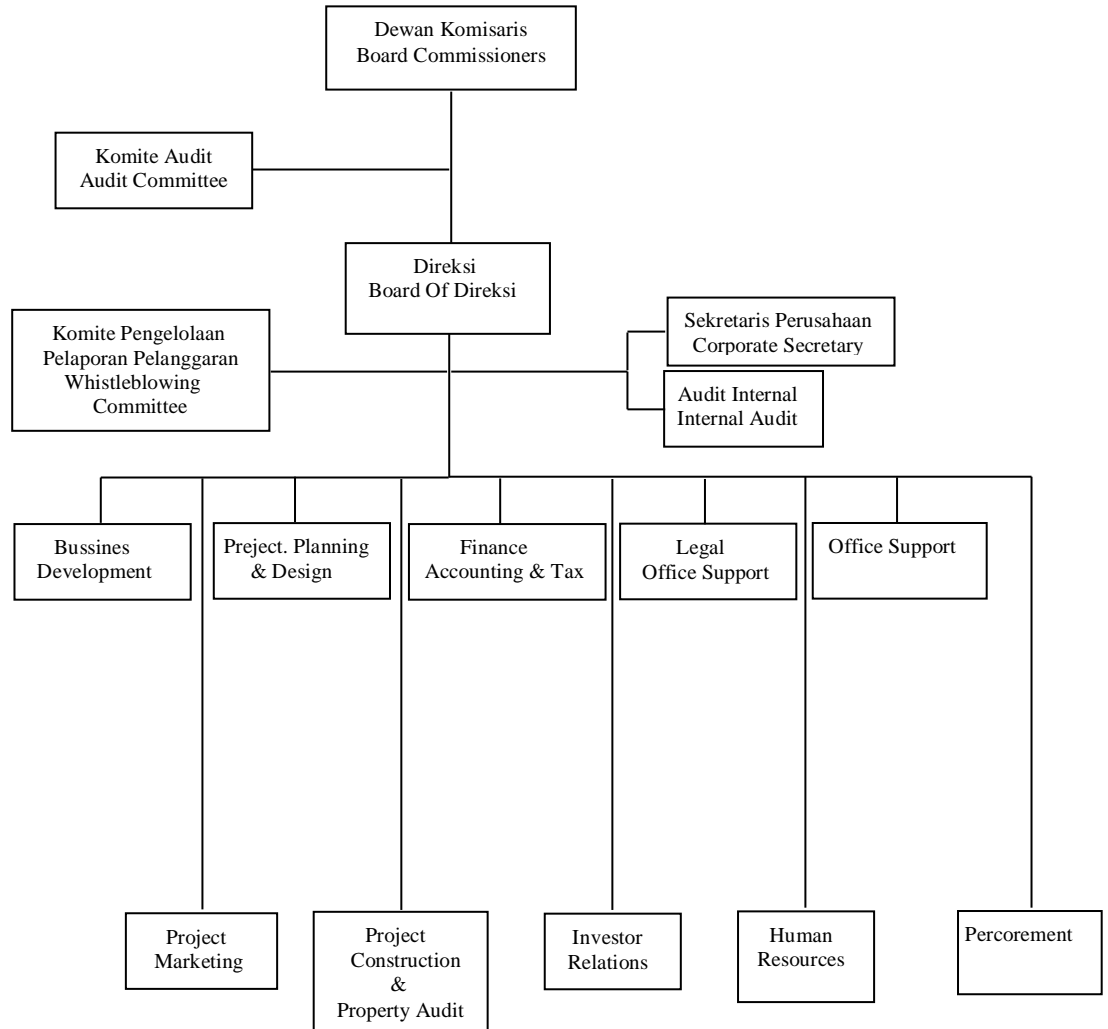 Dewan Komisaris
Board Commissioners
Komite Audit
Audit Committee
Direksi
Board Of Direksi
Komite Pengelolaan
Pelaporan Pelanggaran
Whistleblowing
Committee
Sekretaris Perusahaan
Corporate Secretary
Audit Internal
Internal Audit
Bussines
Development
Preject. Planning
& Design
Finance
Accounting & Tax
Legal
Office Support
Office Support
Project
Marketing
Project
Construction
&
Property Audit
Investor
Relations
Human
Resources
Percorement